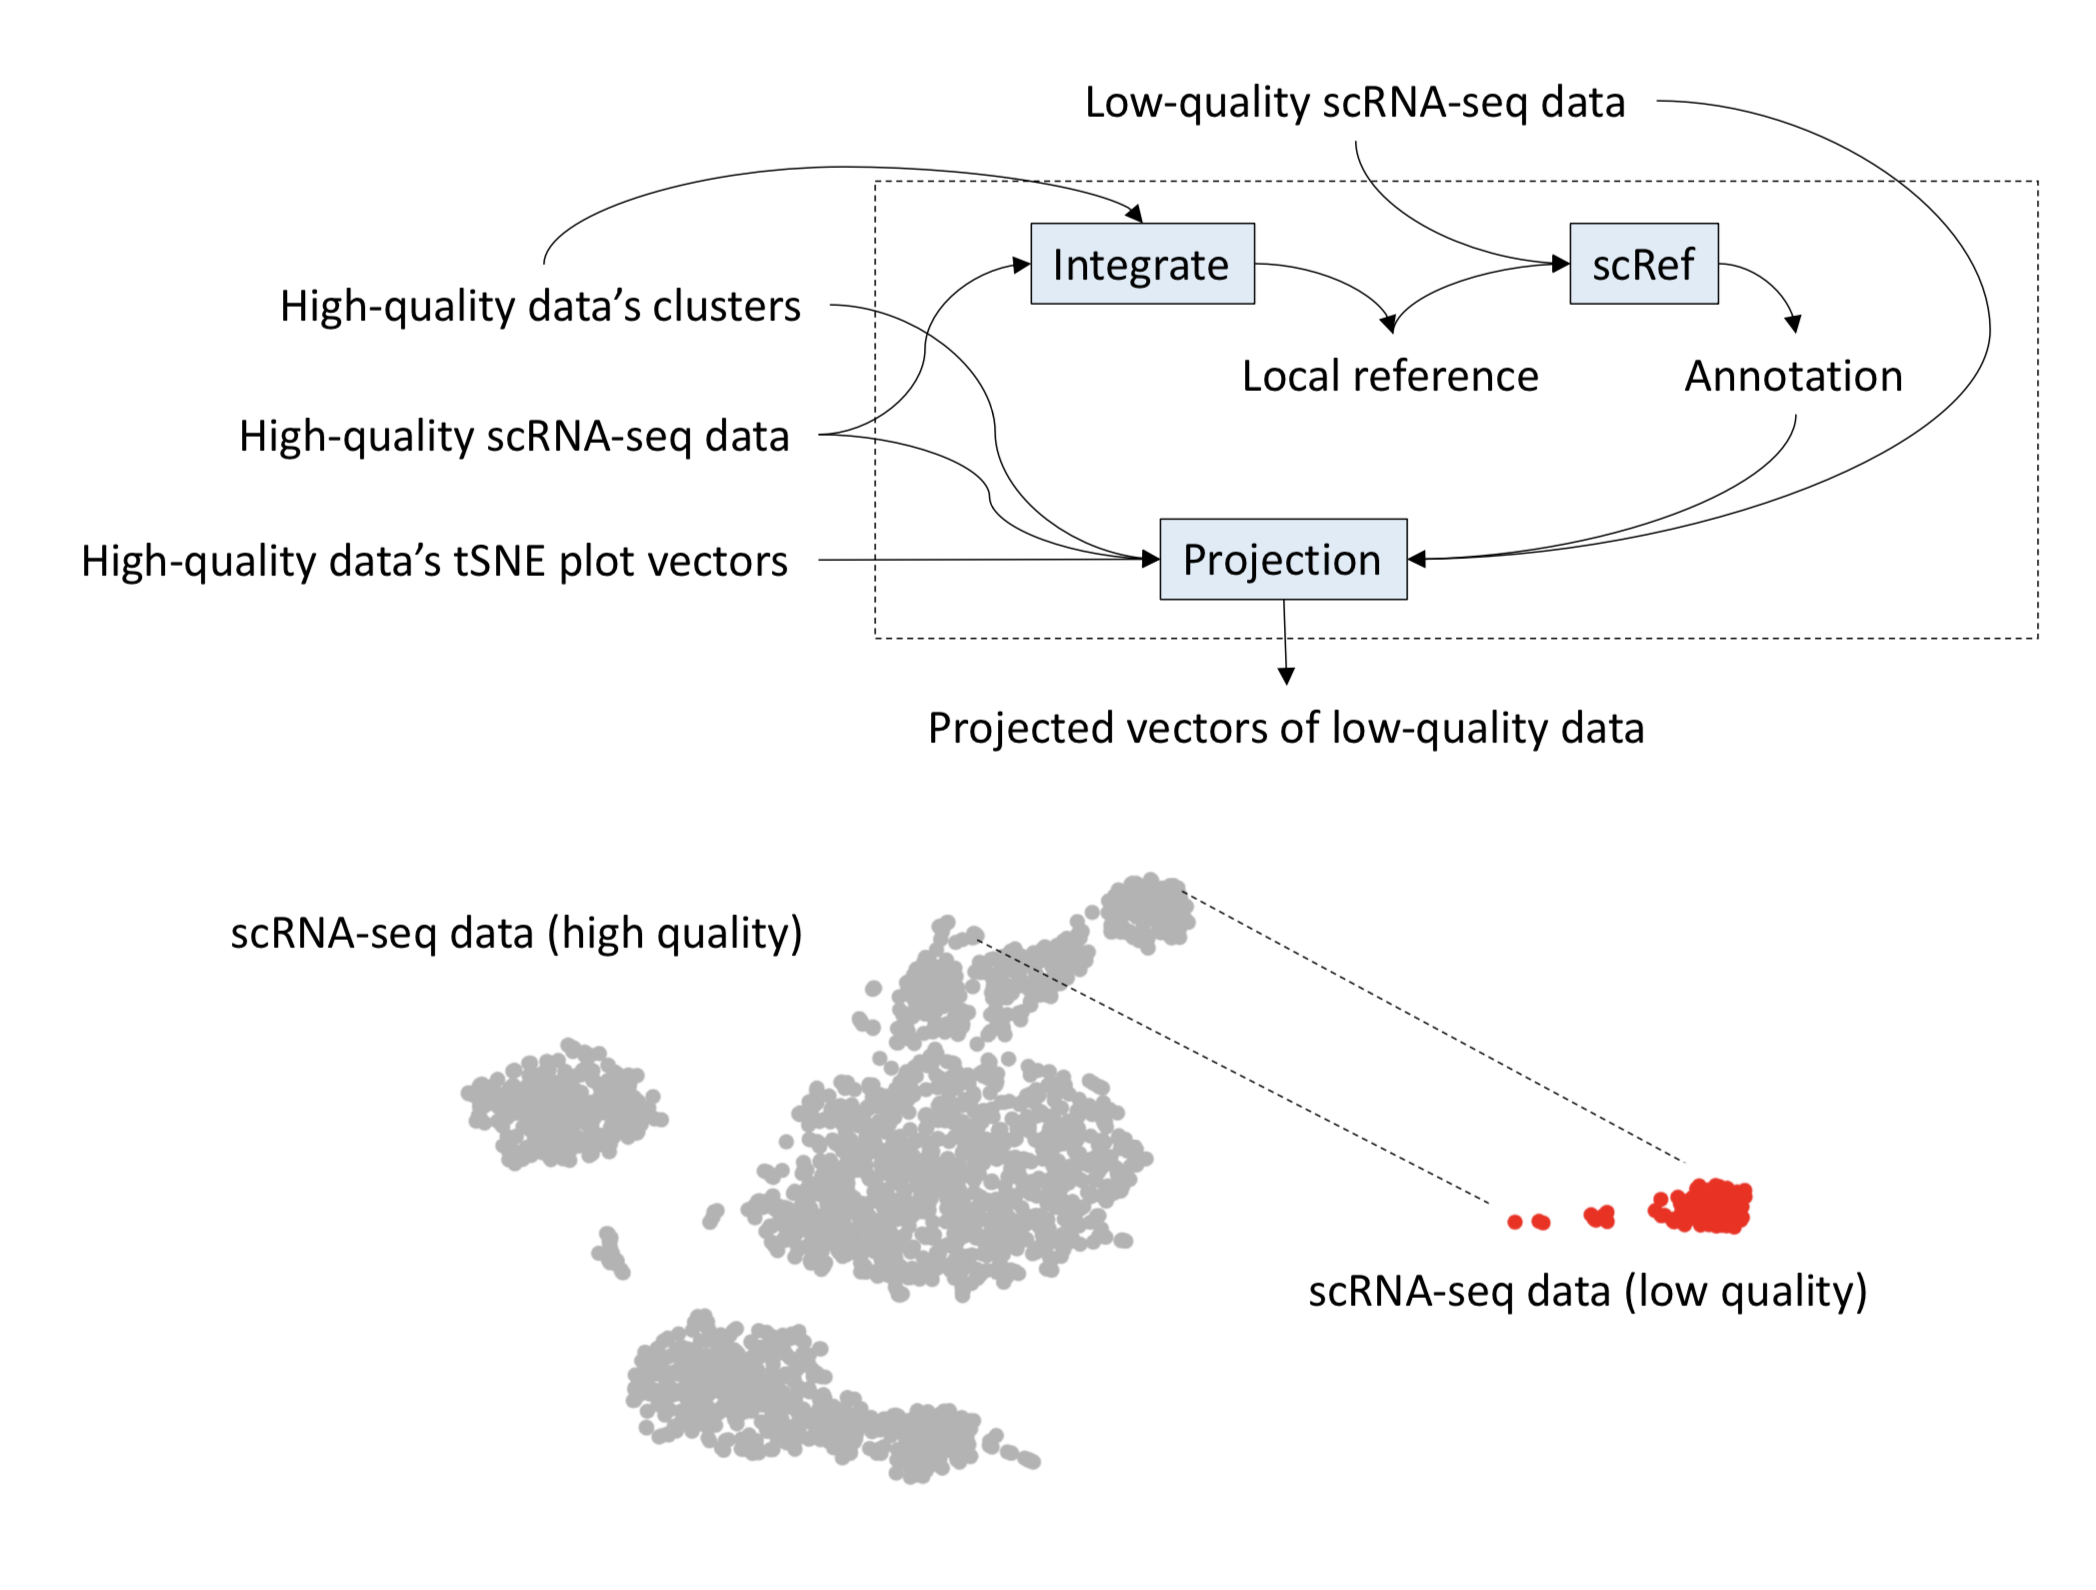 Low-quality scRNA-seq data
Integrate
scRef
High-quality data’s clusters
Local reference
Annotation
High-quality scRNA-seq data
High-quality data’s tSNE plot vectors
Projection
Projected vectors of low-quality data
scRNA-seq data (high quality)
scRNA-seq data (low quality)